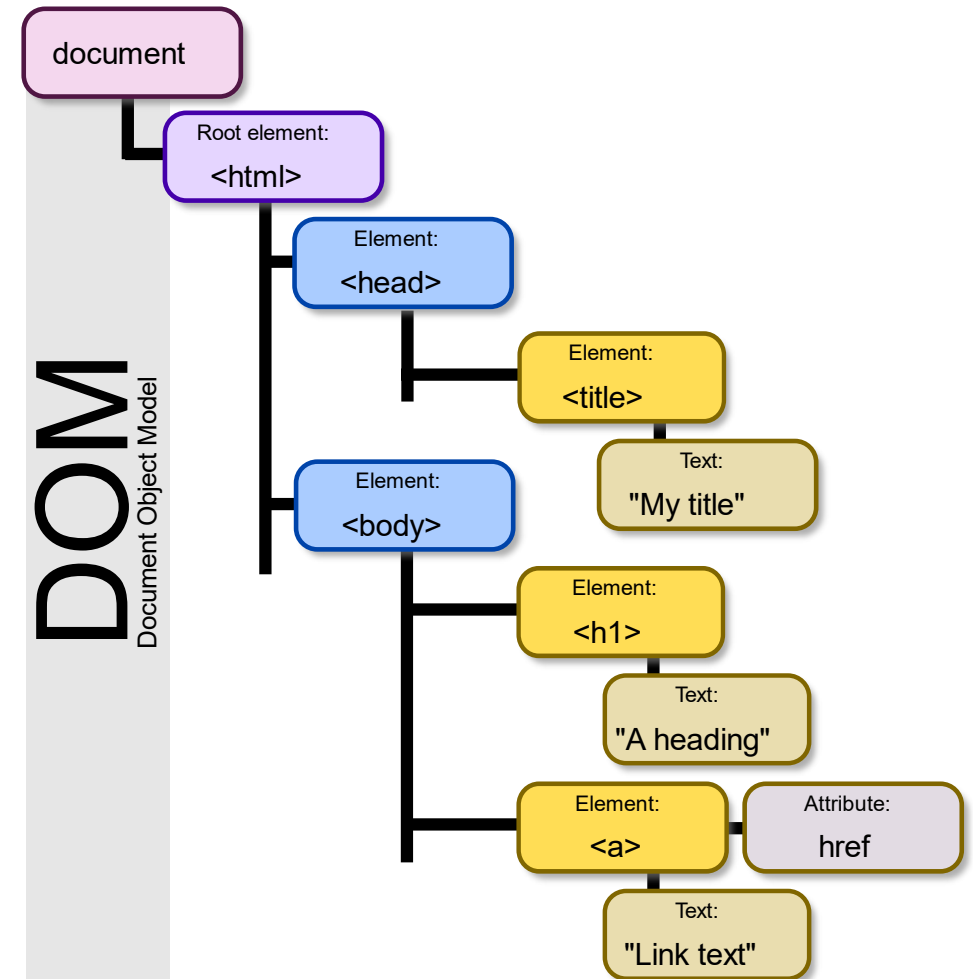 document
Root element:
<html>
Element:
<head>
Element:
<title>
Text:
"My title"
Element:
<body>
Element:
<h1>
Text:
"A heading"
Element:
<a>
Attribute:
href
Text:
"Link text"
DOM
Document Object Model